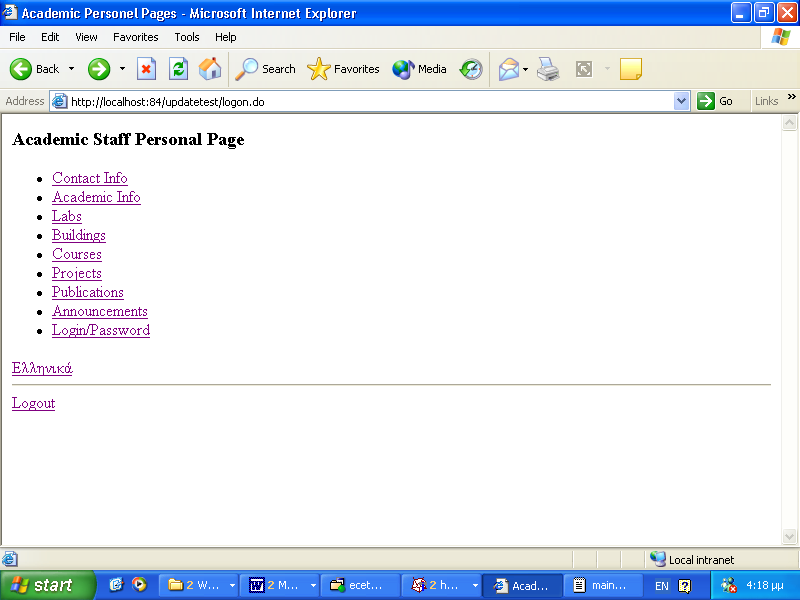 Academic Personel Pages - Microsoft Internet Explorer
File Edit View Favorites Tools Help
Back Search Favorites Media
Address http://localhost:84/updatetest/logon.do Go Links »
Academic Staff Personal Page
Contact Info
Academic Info
Labs
Buildings
Courses
Projects
Publications
Announcements
Login/Password
Ελληνικά
Logout
Local intranet
start 2 W... 2 M... ecet... 2 h... Acad... main... EN 4:18 μμ